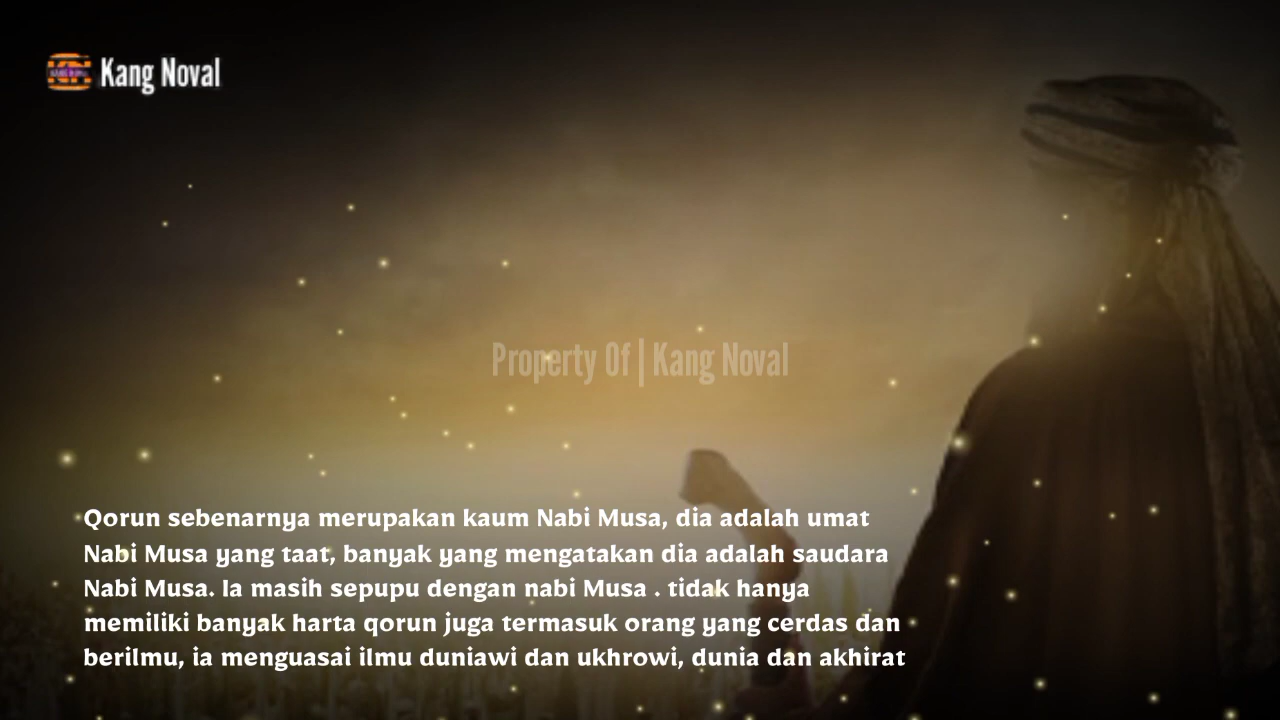 Kang Noval
Property Of | Kang Noval
Qorun sebenarnya merupakan kaum Nabi Musa, dia adalah umat
Nabi Musa yang taat, banyak yang mengatakan dia adalah saudara
Nabi Musa. Ia masih sepupu dengan nabi Musa . tidak hanya
memiliki banyak harta qorun juga termasuk orang yang cerdas dan
berilmu, ia menguasai ilmu duniawi dan ukhrowi, dunia dan akhirat